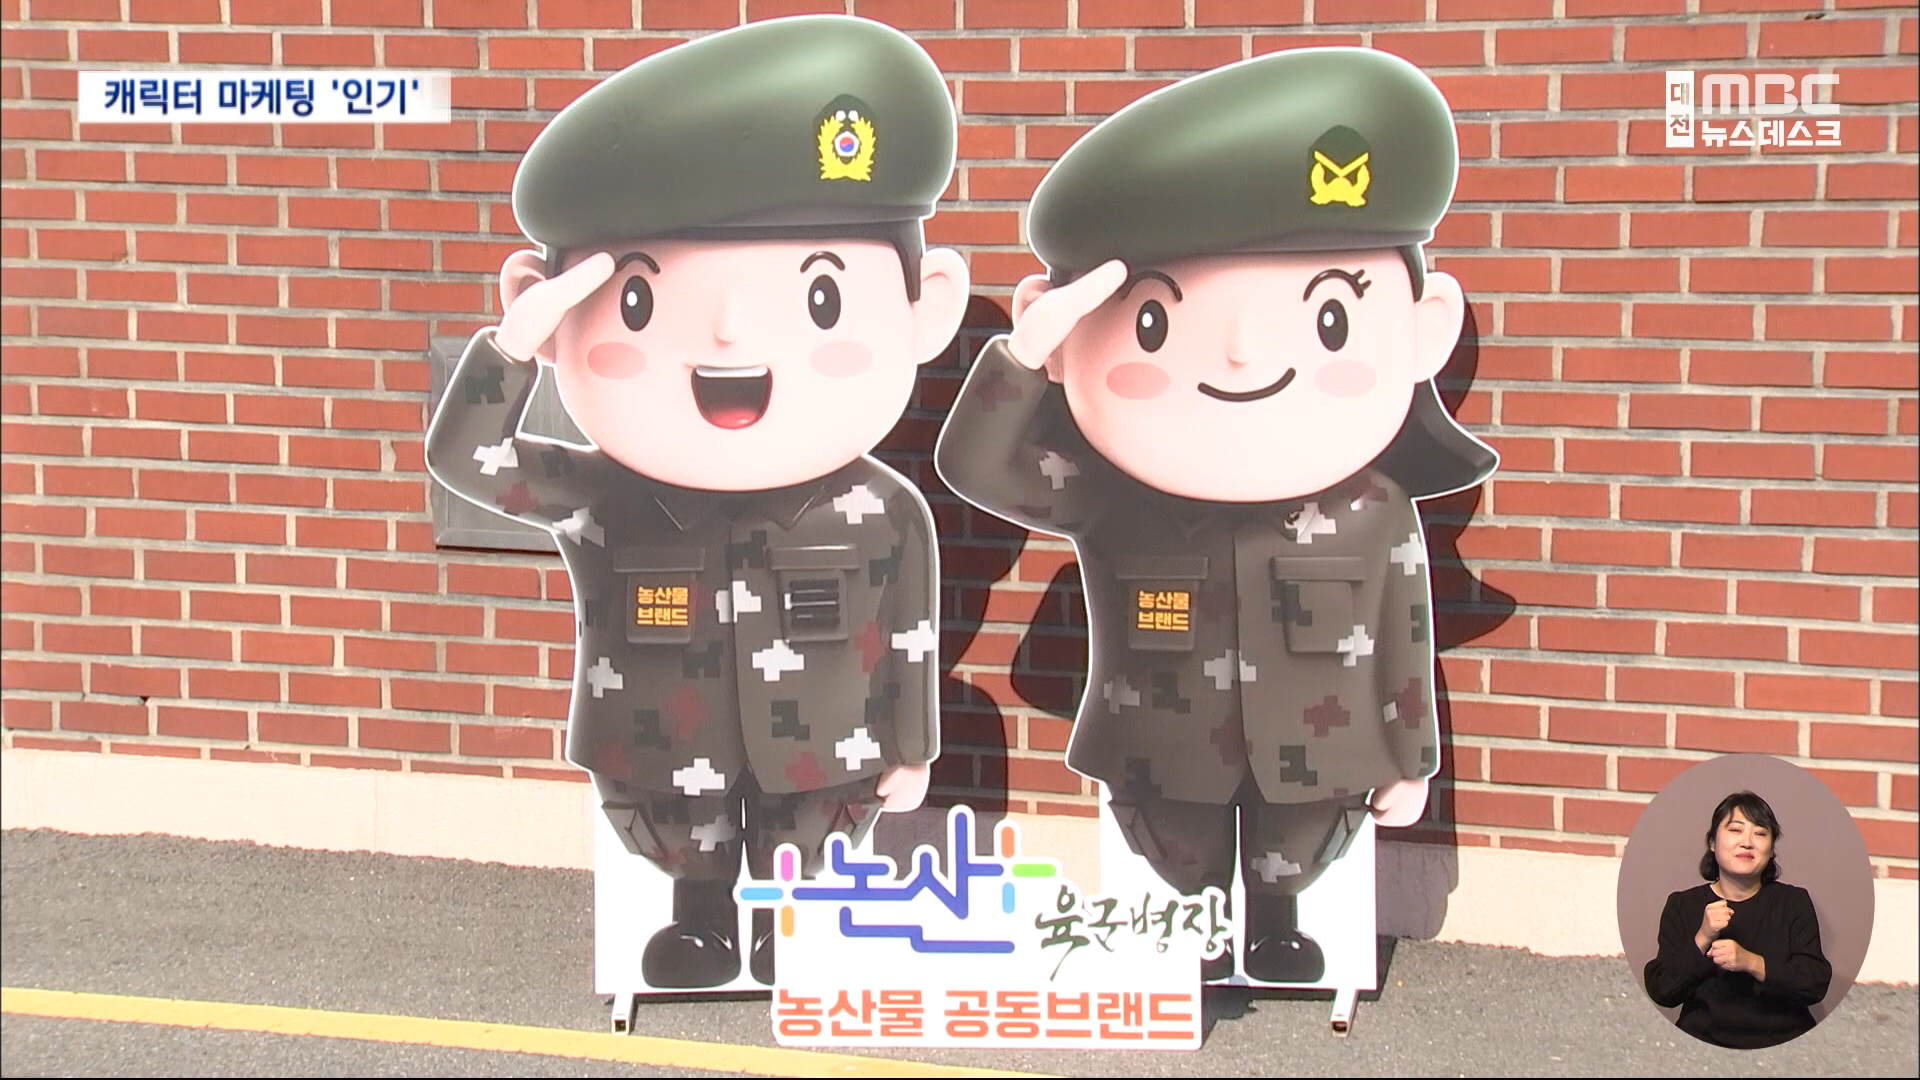 캐릭터 마케팅 '인기'
대전
MBC
뉴스데스크
농산물
브랜드
농산물
브랜드
논산
육군병장
농산물 공동브랜드